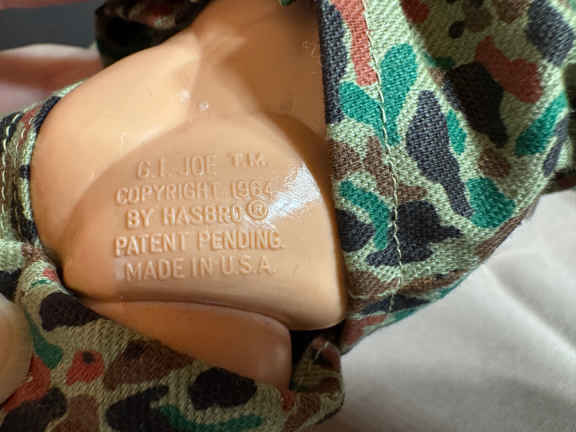 G.I. JOE T.M.
COPYRIGHT 1964
BY HASBRO ®
PATENT PENDING.
MADE IN U.S.A.